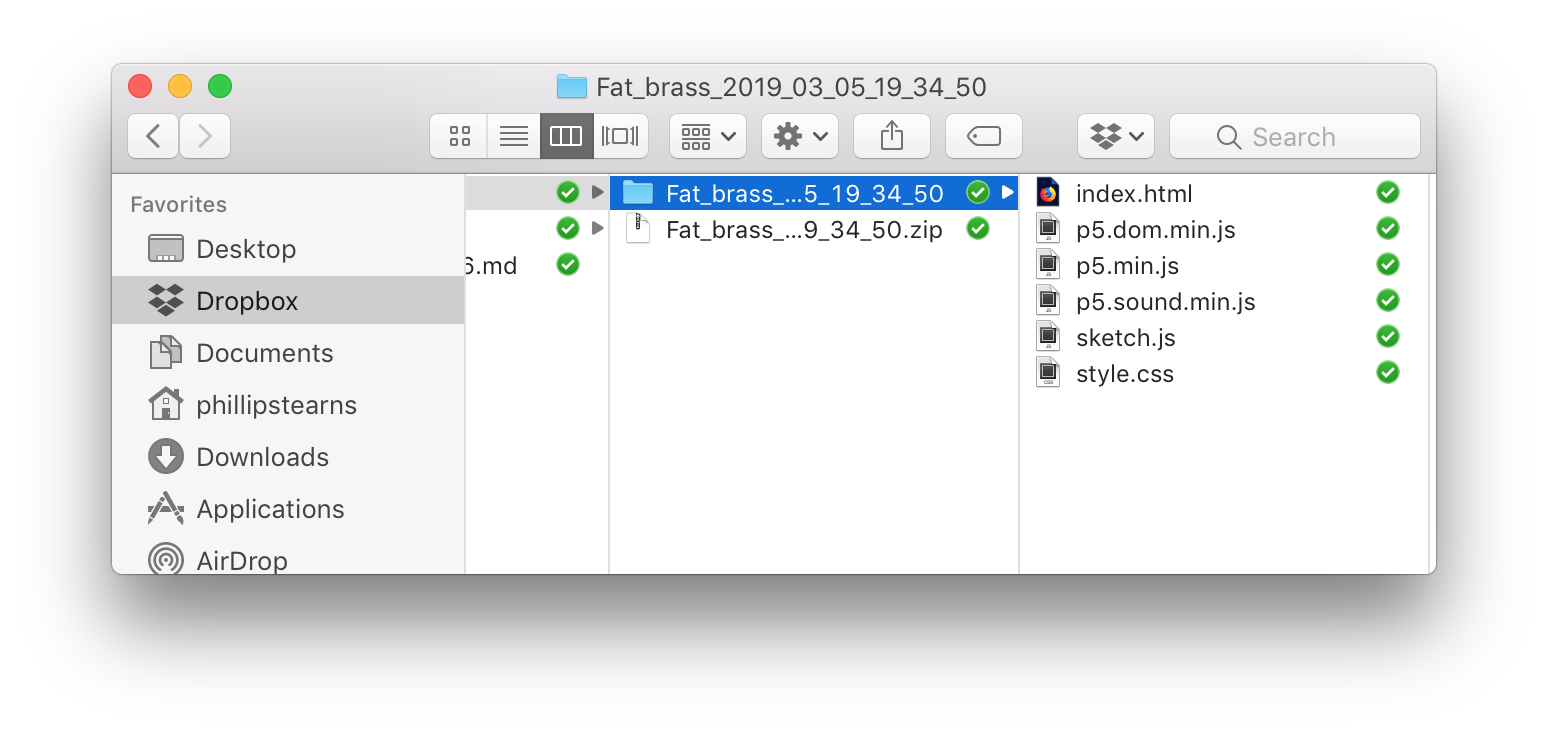 Fat_brass_2019_03_05_19_34_50
Search
Favorites
Desktop
Dropbox
Documents
phillipstearns
Downloads
Applications
AirDrop
6.md
Fat_brass_...5_19_34_50
Fat_brass_...9_34_50.zip
index.html
p5.dom.min.js
p5.min.js
p5.sound.min.js
sketch.js
style.css